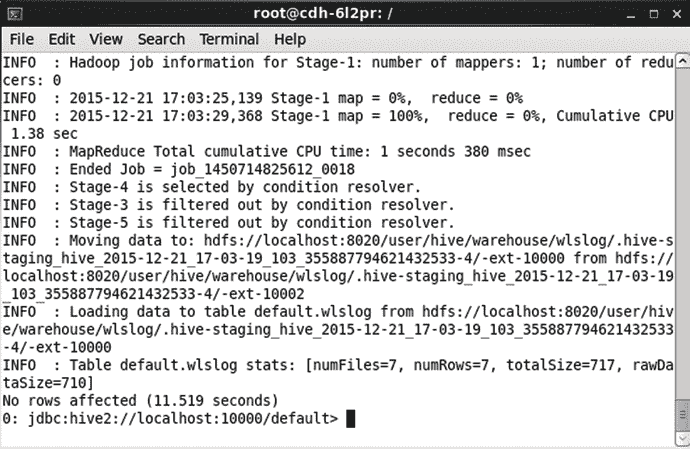 root@cdh-6l2pr: /
File Edit View Search Terminal Help
INFO  : Hadoop job information for Stage-1: number of mappers: 1; number of redu
cers: 0
INFO  : 2015-12-21 17:03:25,139 Stage-1 map = 0%,  reduce = 0%
INFO  : 2015-12-21 17:03:29,368 Stage-1 map = 100%,  reduce = 0%, Cumulative CPU
 1.38 sec
INFO  : MapReduce Total cumulative CPU time: 1 seconds 380 msec
INFO  : Ended Job = job_1450714825612_0018
INFO  : Stage-4 is selected by condition resolver.
INFO  : Stage-3 is filtered out by condition resolver.
INFO  : Stage-5 is filtered out by condition resolver.
INFO  : Moving data to: hdfs://localhost:8020/user/hive/warehouse/wlslog/.hive-s
taging_hive_2015-12-21_17-03-19_103_355887794621432533-4/-ext-10000 from hdfs://
localhost:8020/user/hive/warehouse/wlslog/.hive-staging_hive_2015-12-21_17-03-19
_103_355887794621432533-4/-ext-10002
INFO  : Loading data to table default.wlslog from hdfs://localhost:8020/user/hiv
e/warehouse/wlslog/.hive-staging_hive_2015-12-21_17-03-19_103_355887794621432533
-4/-ext-10000
INFO  : Table default.wlslog stats: [numFiles=7, numRows=7, totalSize=717, rawDa
taSize=710]
No rows affected (11.519 seconds)
0: jdbc:hive2://localhost:10000/default>